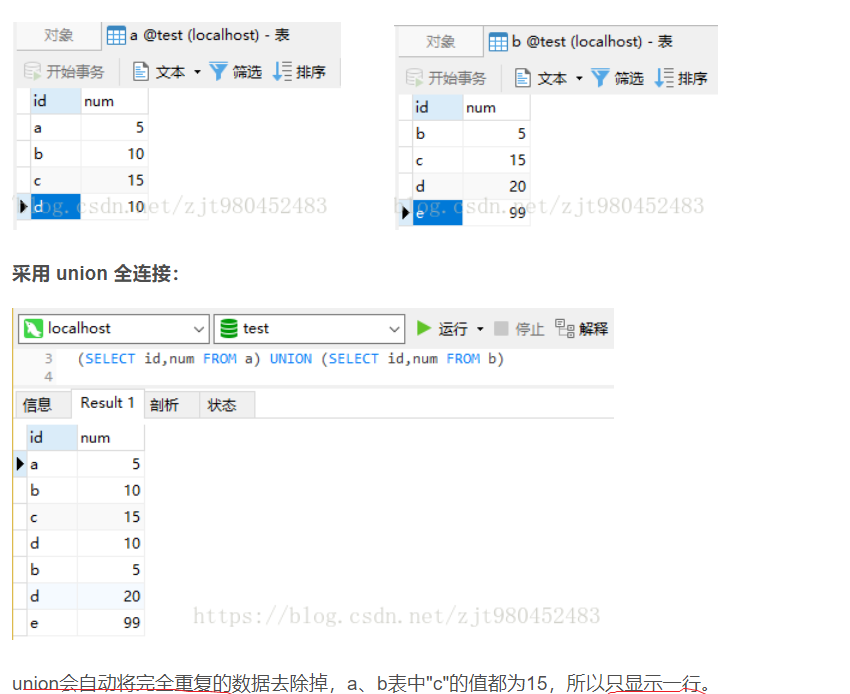 对象 a @test (localhost) - 表
开始事务 文本 筛选 排序
id num
a 5
b 10
c 15
d 10
blog.csdn.net/zjt980452483
对象 b @test (localhost) - 表
开始事务 文本 筛选 排序
id num
b 5
c 15
d 20
e 99
blog.csdn.net/zjt980452483
采用 union 全连接：
localhost test 运行 停止 解释
3 (SELECT id,num FROM a) UNION (SELECT id,num FROM b)
4
信息 Result 1 剖析 状态
id num
a 5
b 10
c 15
d 10
b 5
d 20
e 99
https://blog.csdn.net/zjt980452483
union会自动将完全重复的数据去除掉，a、b表中"c"的值都为15，所以只显示一行。